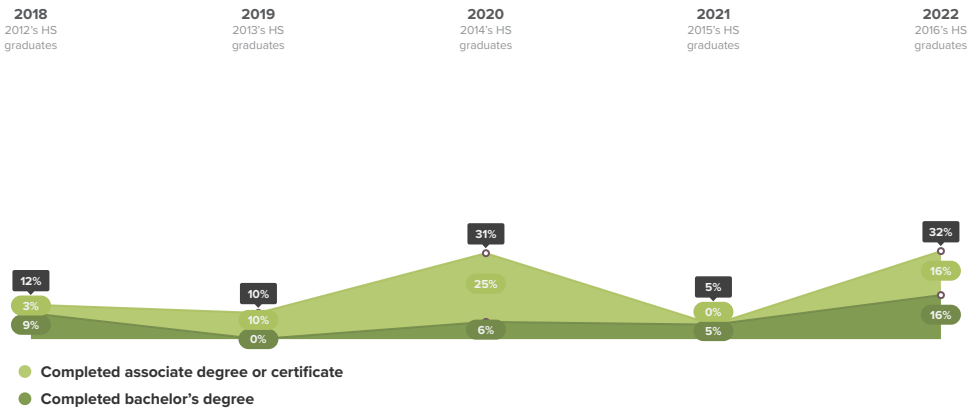 2018
2012's HS
graduates
2019
2013's HS
graduates
2020
2014's HS
graduates
2021
2015's HS
graduates
2022
2016's HS
graduates
12%
3%
9%
10%
10%
0%
31%
25%
6%
5%
0%
5%
32%
16%
16%
Completed associate degree or certificate
Completed bachelor's degree